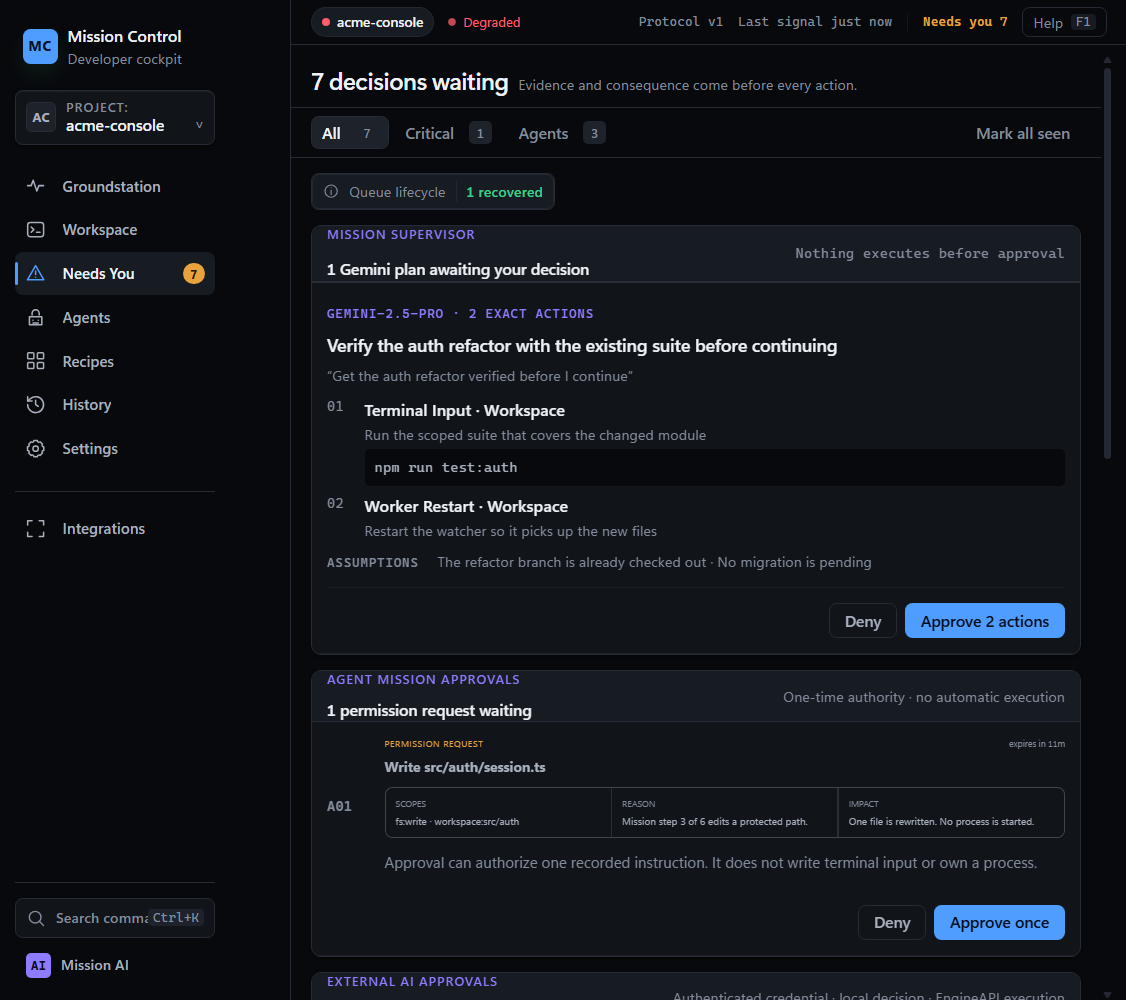 MC
Mission Control
Developer cockpit
AC
PROJECT:
acme-console
v
Groundstation
Workspace
Needs You 7
Agents
Recipes
History
Settings
Integrations
Search comma Ctrl+K
AI Mission AI
acme-console Degraded Protocol v1 Last signal just now Needs you 7 Help F1
7 decisions waiting Evidence and consequence come before every action.
All 7 Critical 1 Agents 3 Mark all seen
Queue lifecycle 1 recovered
MISSION SUPERVISOR
1 Gemini plan awaiting your decision
Nothing executes before approval
GEMINI-2.5-PRO · 2 EXACT ACTIONS
Verify the auth refactor with the existing suite before continuing
“Get the auth refactor verified before I continue”
01 Terminal Input · Workspace
Run the scoped suite that covers the changed module
npm run test:auth
02 Worker Restart · Workspace
Restart the watcher so it picks up the new files
ASSUMPTIONS The refactor branch is already checked out · No migration is pending
Deny Approve 2 actions
AGENT MISSION APPROVALS
1 permission request waiting
One-time authority · no automatic execution
PERMISSION REQUEST expires in 11m
Write src/auth/session.ts
A01
SCOPES
fs:write · workspace:src/auth
REASON
Mission step 3 of 6 edits a protected path.
IMPACT
One file is rewritten. No process is started.
Approval can authorize one recorded instruction. It does not write terminal input or own a process.
Deny Approve once
EXTERNAL AI APPROVALS
Authenticated credential · local decision · EngineAPI execution